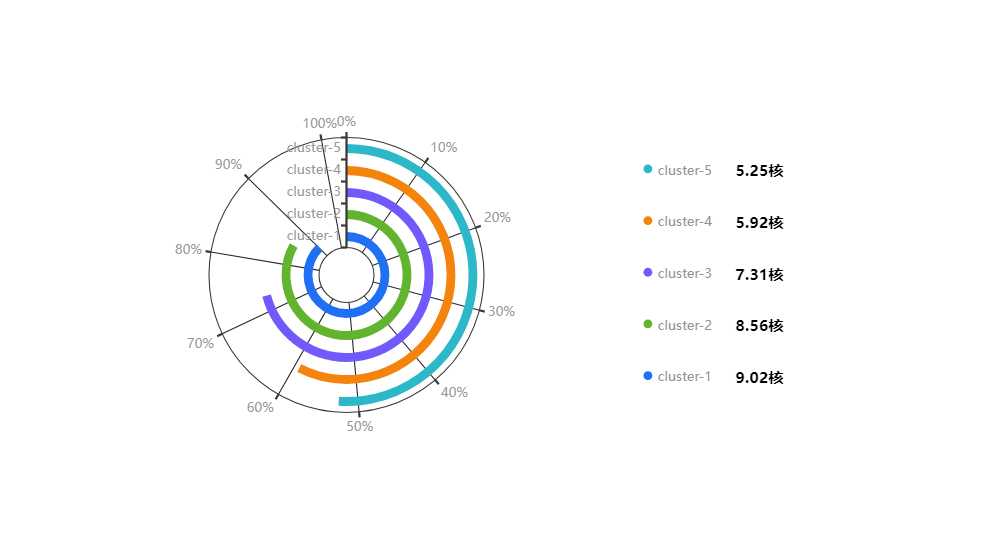 100%
0%
10%
20%
30%
40%
50%
60%
70%
80%
90%
cluster-5
cluster-4
cluster-3
cluster-2
cluster-1
cluster-5 5.25核
cluster-4 5.92核
cluster-3 7.31核
cluster-2 8.56核
cluster-1 9.02核